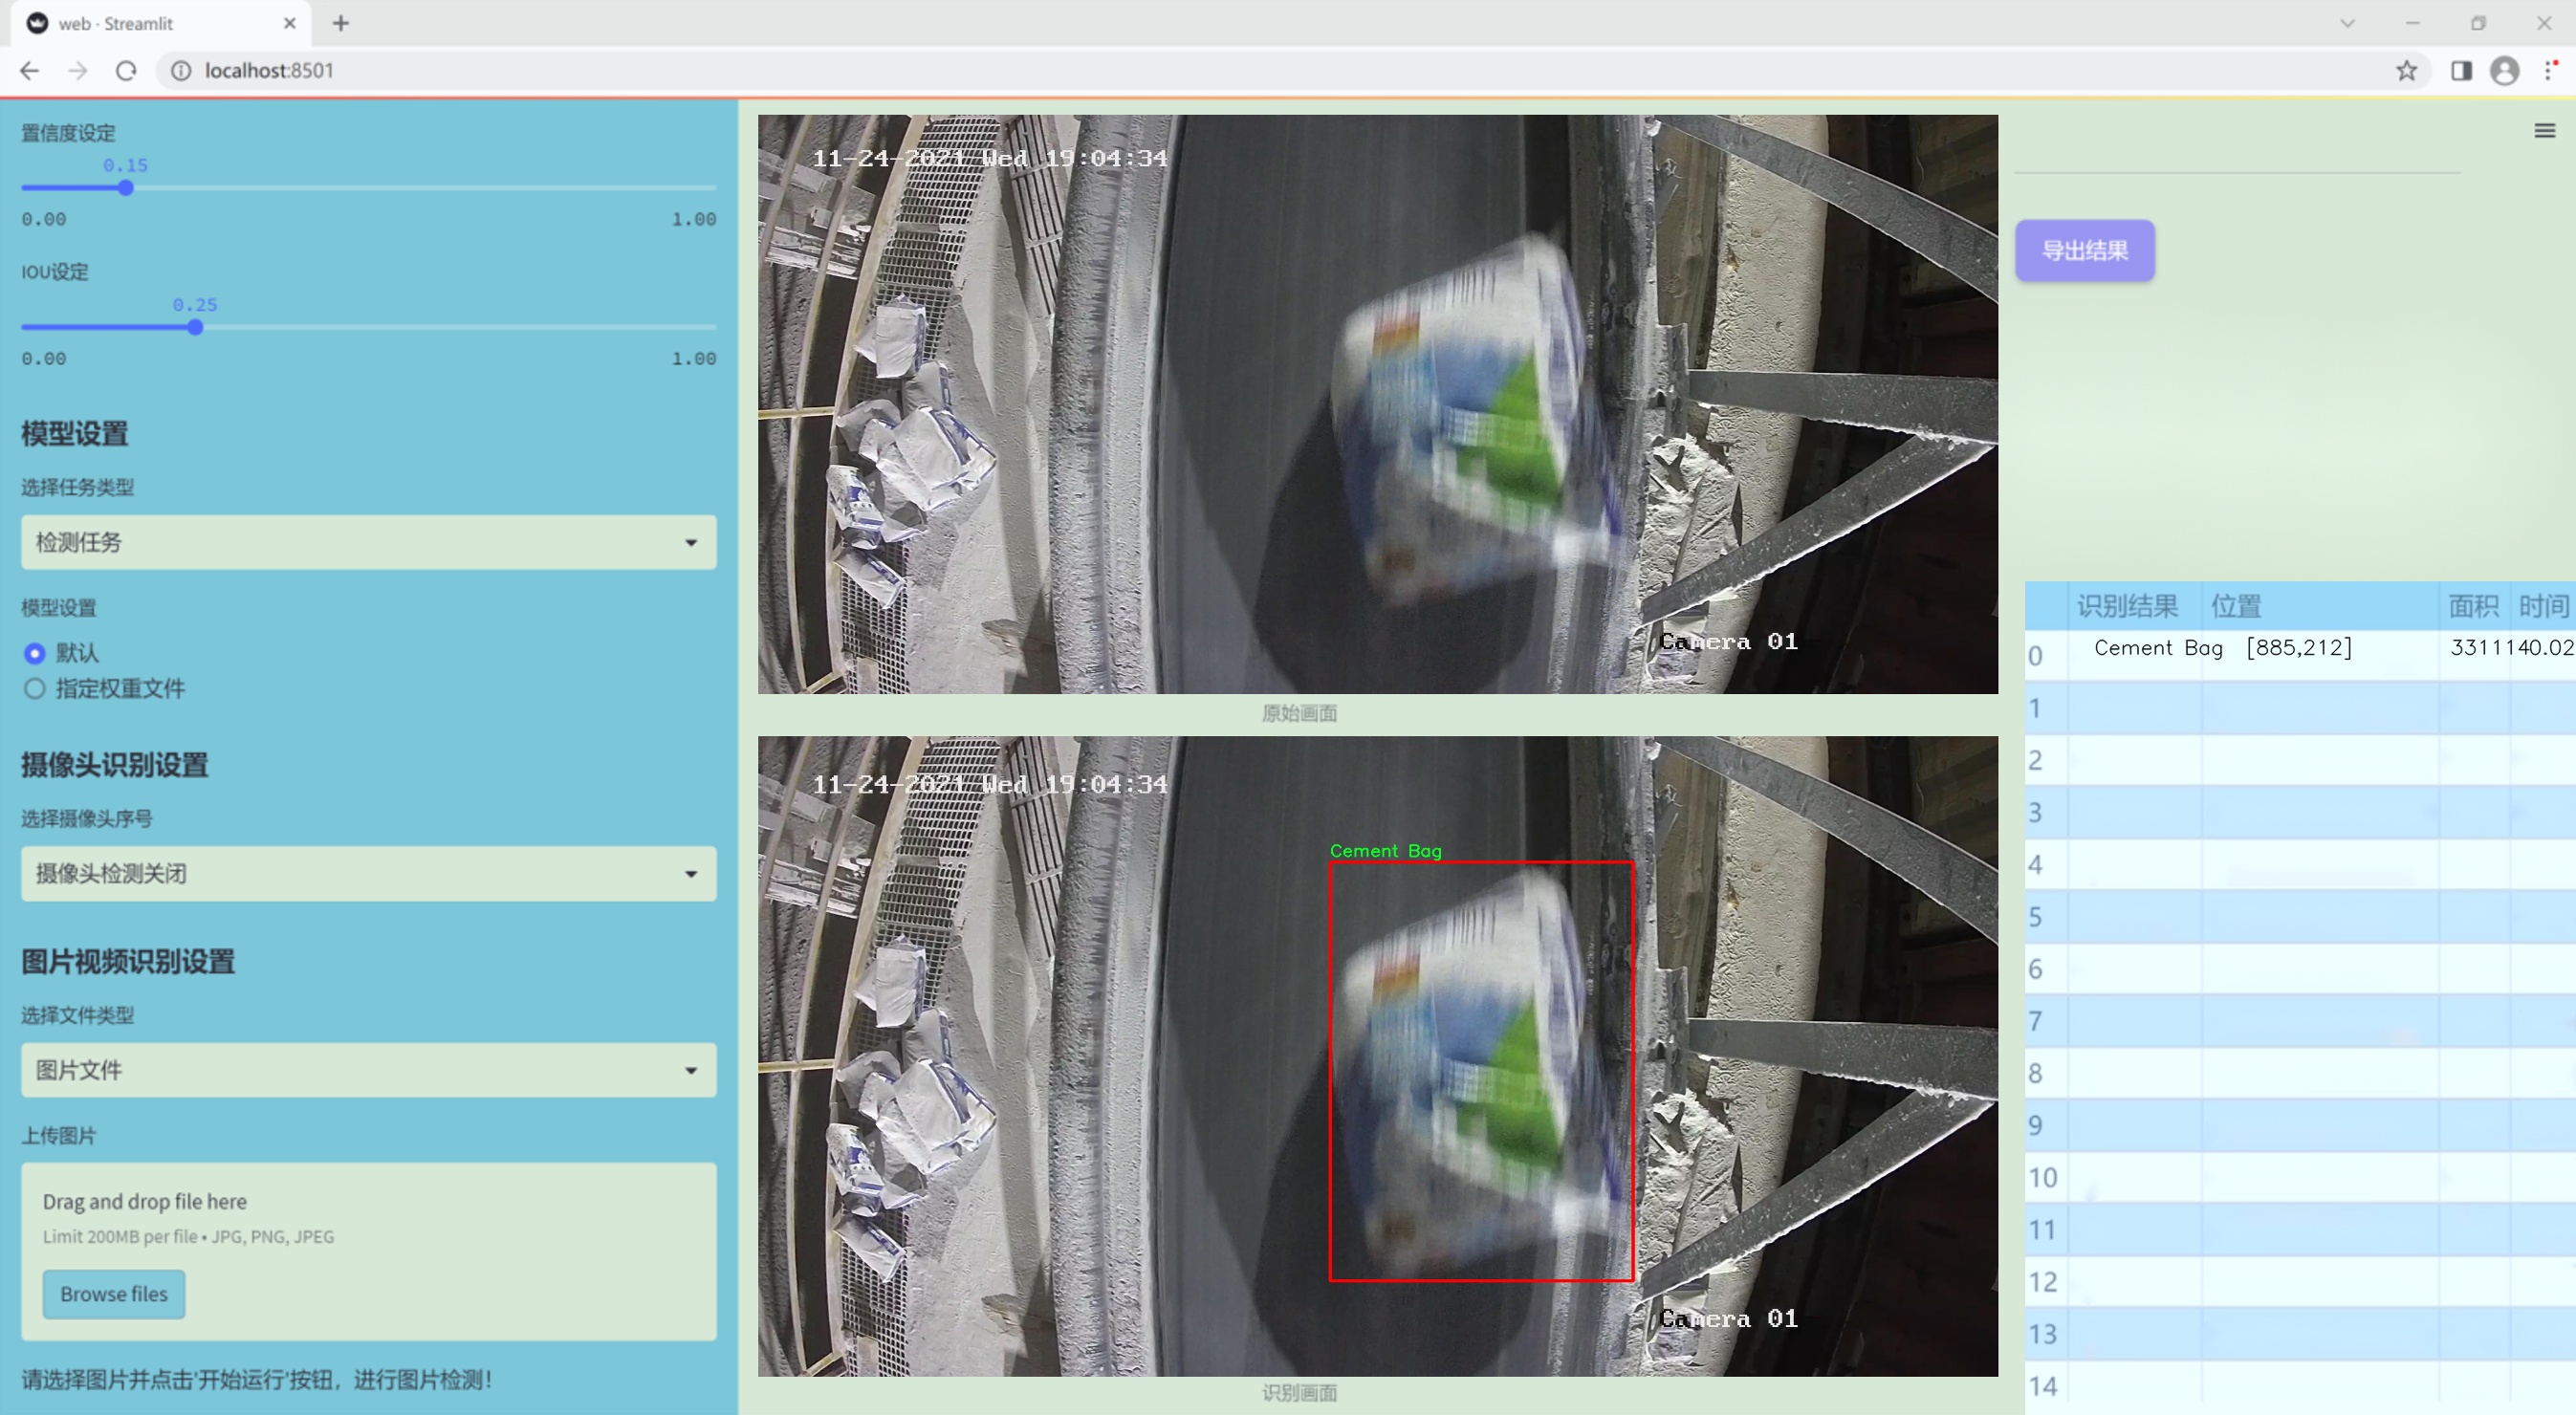 web · Streamlit
localhost:8501
置信度设定
0.15
0.00 1.00
IOU设定
0.25
0.00 1.00
模型设置
选择任务类型
检测任务
模型设置
默认
指定权重文件
摄像头识别设置
选择摄像头序号
摄像头检测关闭
图片视频识别设置
选择文件类型
图片文件
上传图片
Drag and drop file here
Limit 200MB per file • JPG, PNG, JPEG
Browse files
请选择图片并点击'开始运行'按钮，进行图片检测！
11-24-2021 Wed 19:04:34
Camera 01
原始画面
11-24-2021 Wed 19:04:34
Cement Bag
Camera 01
识别画面
导出结果
识别结果 位置 面积 时间
0 Cement Bag [885,212] 3311140.02
1
2
3
4
5
6
7
8
9
10
11
12
13
14